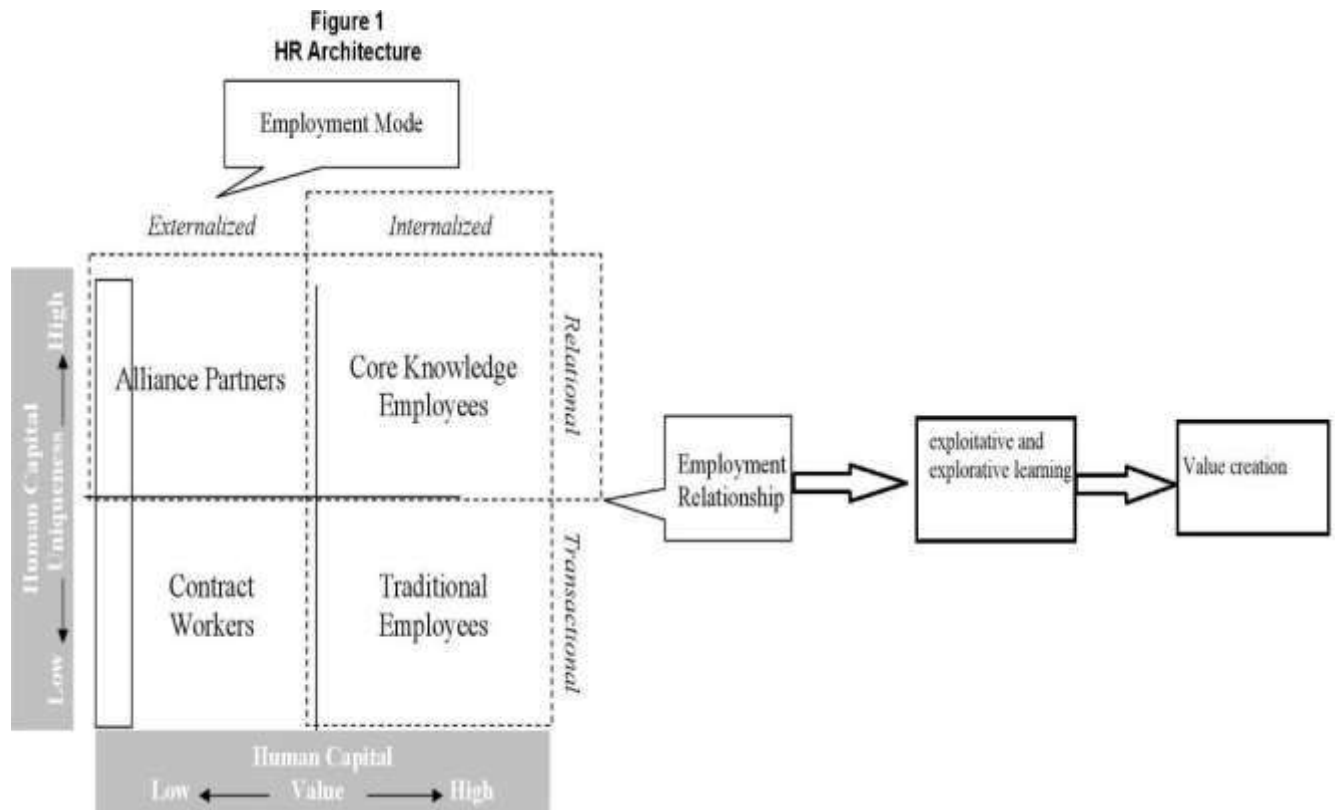 Figure 1
HR Architecture
Employment Mode
Externalized
Internalized
High
Human Capital
Uniqueness
Low
Alliance Partners
Core Knowledge
Employees
Relational
Contract
Workers
Traditional
Employees
Transactional
Employment
Relationship
exploitative and
explorative learning
Value creation
Human Capital
Low Value High